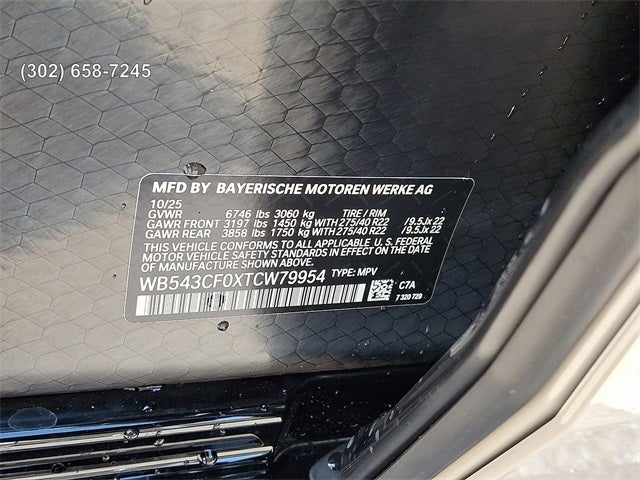 (302) 658-7245
MFD BY BAYERISCHE MOTOREN WERKE AG
10/25
GVWR 6746 lbs 3060 kg TIRE / RIM
GAWR FRONT 3197 lbs 1450 kg WITH 275/40 R22 /9.5Jx22
GAWR REAR 3858 lbs 1750 kg WITH 275/40 R22 /9.5Jx22
THIS VEHICLE CONFORMS TO ALL APPLICABLE U.S. FEDERAL
MOTOR VEHICLE SAFETY STANDARDS IN EFFECT ON THE DATE
OF MANUFACTURE SHOWN ABOVE.
WB543CF0XTCW79954 TYPE: MPV
C7A
7 320 729